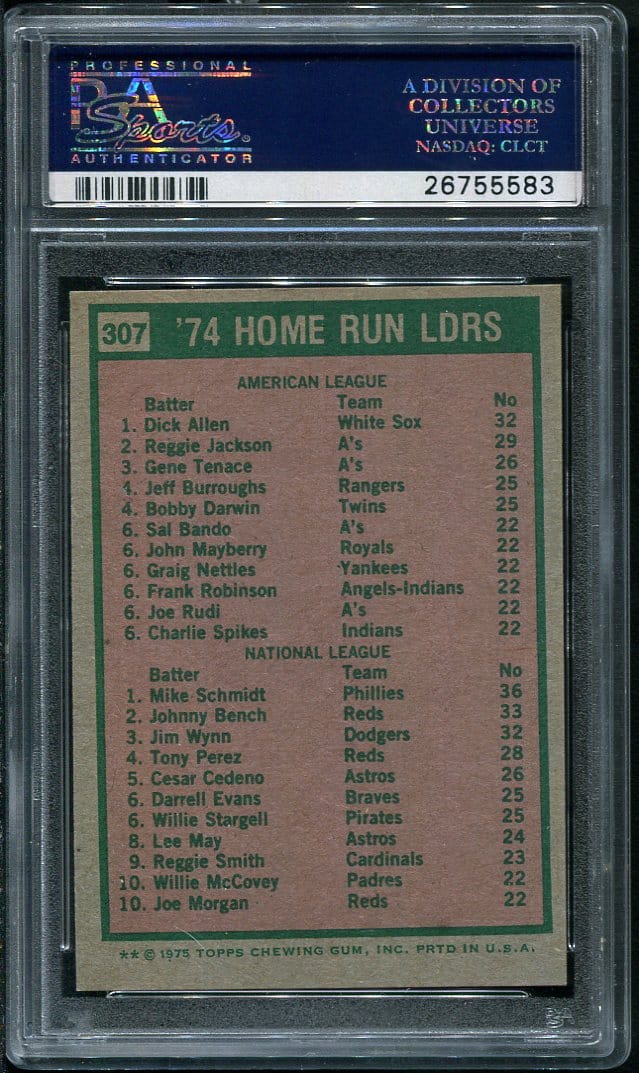 PROFESSIONAL
PSA
Sports.
AUTHENTICATOR
A DIVISION OF
COLLECTORS
UNIVERSE
NASDAQ: CLCT
26755583
307 '74 HOME RUN LDRS
AMERICAN LEAGUE
Batter Team No
1. Dick Allen White Sox 32
2. Reggie Jackson A's 29
3. Gene Tenace A's 26
4. Jeff Burroughs Rangers 25
4. Bobby Darwin Twins 25
6. Sal Bando A's 22
6. John Mayberry Royals 22
6. Graig Nettles Yankees 22
6. Frank Robinson Angels-Indians 22
6. Joe Rudi A's 22
6. Charlie Spikes Indians 22
NATIONAL LEAGUE
Batter Team No
1. Mike Schmidt Phillies 36
2. Johnny Bench Reds 33
3. Jim Wynn Dodgers 32
4. Tony Perez Reds 28
5. Cesar Cedeno Astros 26
6. Darrell Evans Braves 25
6. Willie Stargell Pirates 25
8. Lee May Astros 24
9. Reggie Smith Cardinals 23
10. Willie McCovey Padres 22
10. Joe Morgan Reds 22
** © 1975 TOPPS CHEWING GUM, INC. PRTD IN U.S.A.
PSA